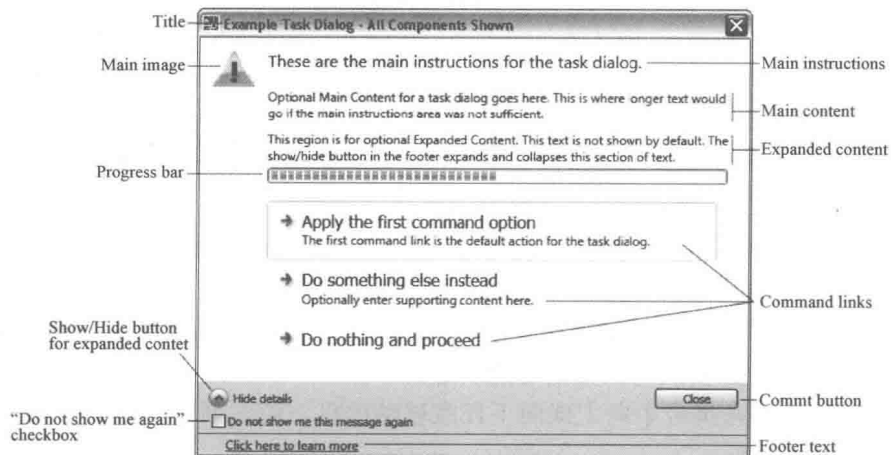 Title
Example Task Dialog - All Components Shown
Main image
These are the main instructions for the task dialog.
Main instructions
Optional Main Content for a task dialog goes here. This is where onger text would
go if the main instructions area was not sufficient.
Main content
This region is for optional Expanded Content. This text is not shown by default. The
show/hide button in the footer expands and collapses this section of text.
Expanded content
Progress bar
Apply the first command option
The first command link is the default action for the task dialog.
Do something else instead
Optionally enter supporting content here.
Command links
Do nothing and proceed
Show/Hide button
for expanded contet
Hide details
Close
Commt button
“Do not show me again”
checkbox
Do not show me this message again
Click here to learn more
Footer text